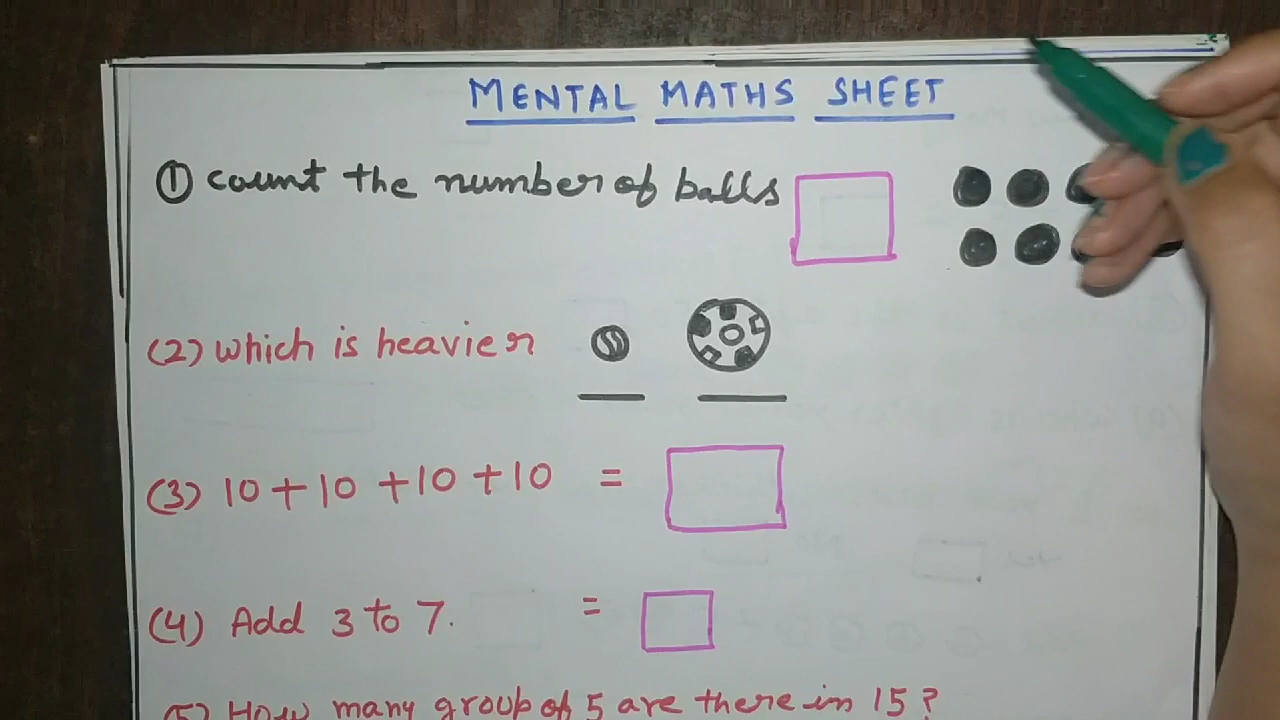 MENTAL MATHS SHEET
① count the number of balls
(2) which is heavier
(3) 10 + 10 + 10 + 10 =
(4) Add 3 to 7. =
(5) How many group of 5 are there in 15?